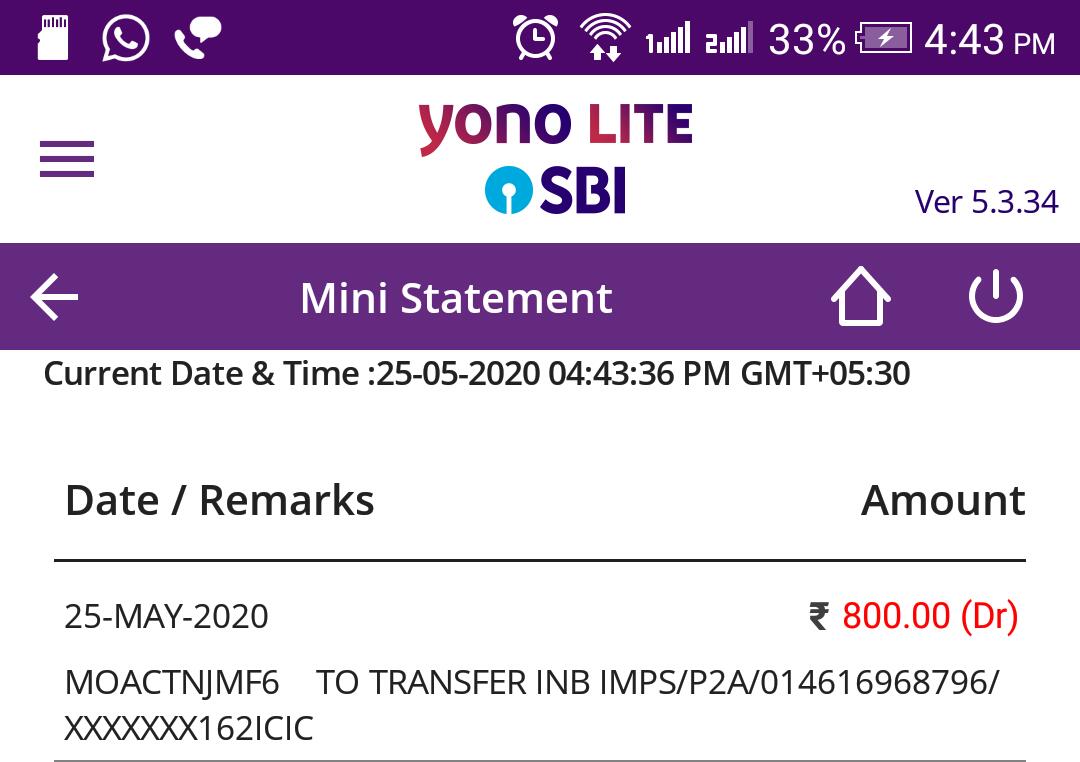 1 2 33% 4:43 PM
yono LITE
SBI
Ver 5.3.34
Mini Statement
Current Date & Time :25-05-2020 04:43:36 PM GMT+05:30
Date / Remarks Amount
25-MAY-2020 ₹ 800.00 (Dr)
MOACTNJMF6 TO TRANSFER INB IMPS/P2A/014616968796/
XXXXXXX162ICIC